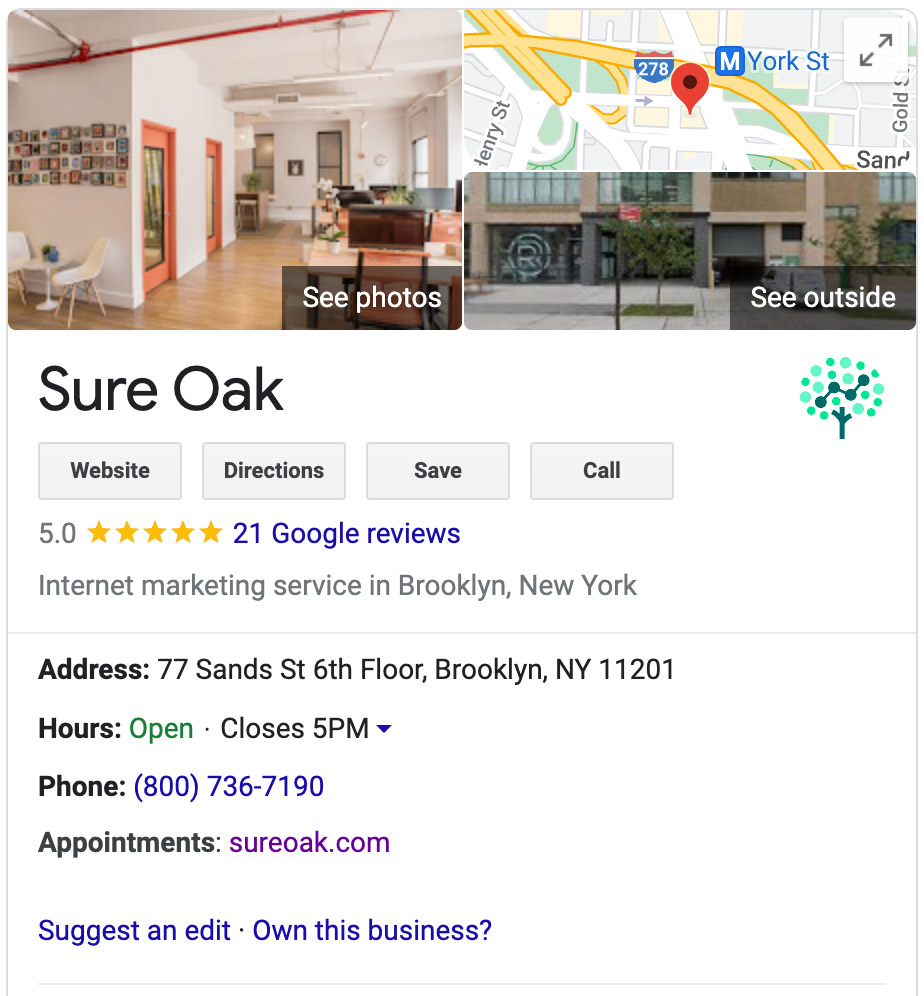 278
M York St
Henry St
Gold S
Sand
See photos
See outside
Sure Oak
Website
Directions
Save
Call
5.0 21 Google reviews
Internet marketing service in Brooklyn, New York
Address: 77 Sands St 6th Floor, Brooklyn, NY 11201
Hours: Open · Closes 5PM
Phone: (800) 736-7190
Appointments: sureoak.com
Suggest an edit · Own this business?